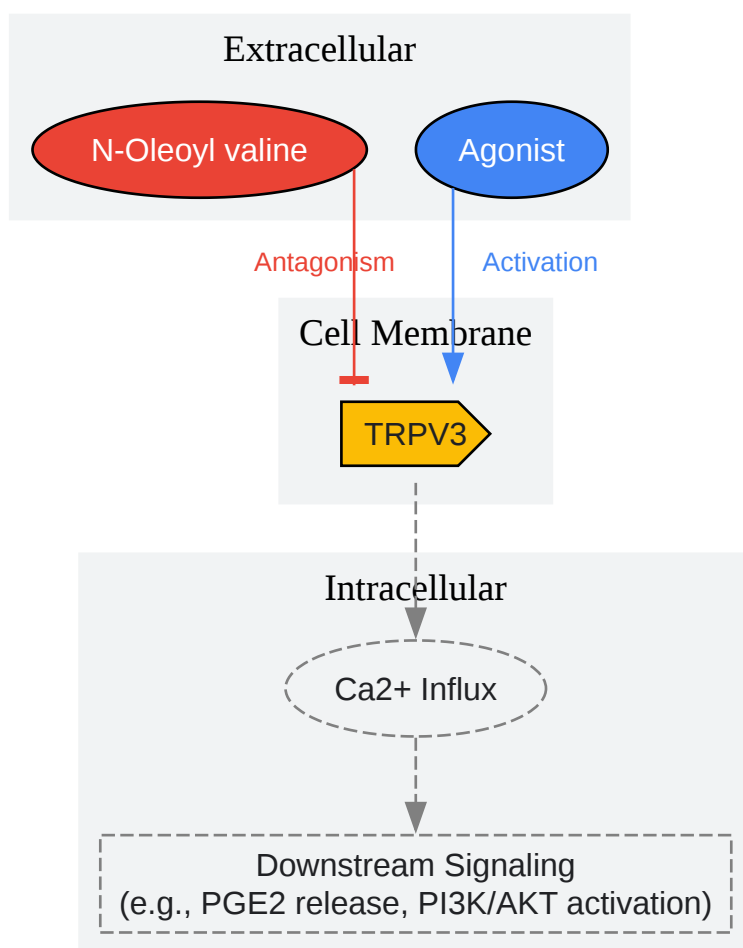 Extracellular
N-Oleoyl valine
Agonist
Antagonism
Activation
Cell Membrane
TRPV3
Intracellular
Ca2+ Influx
Downstream Signaling
(e.g., PGE2 release, PI3K/AKT activation)